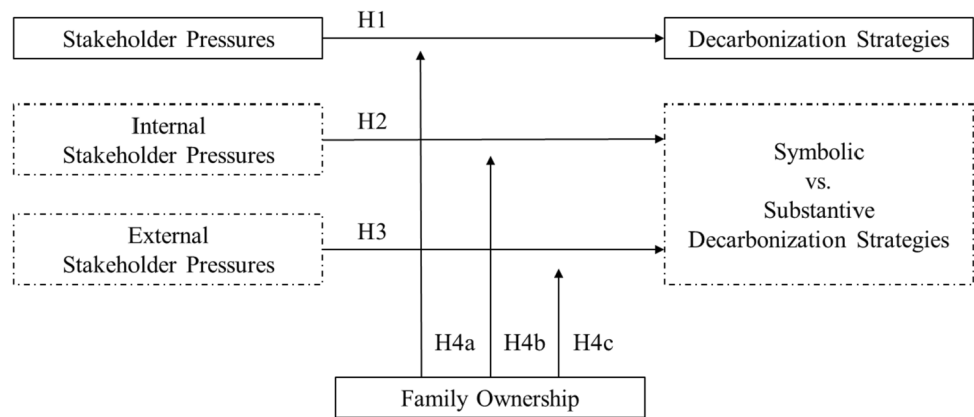 H1
Stakeholder Pressures
Decarbonization Strategies
Internal
Stakeholder Pressures
H2
External
Stakeholder Pressures
H3
Symbolic
vs.
Substantive
Decarbonization Strategies
H4a
H4b
H4c
Family Ownership